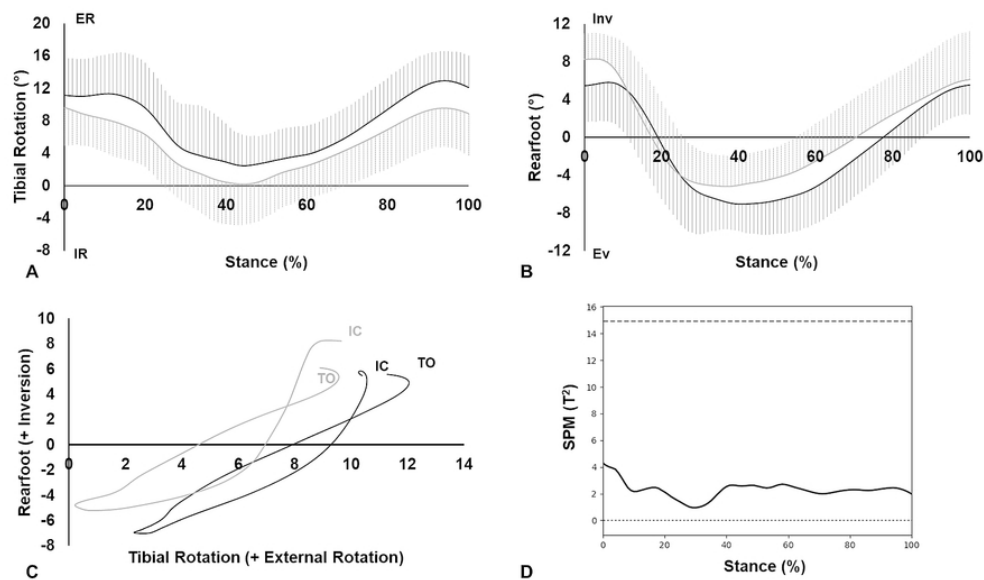 ER
20
16
12
8
4
0
-4
-8
Tibial Rotation (°)
0 20 40 60 80 100
IR
Stance (%)
A
Inv
12
8
4
0
-4
-8
-12
Rearfoot (°)
0 20 40 60 80 100
Ev
Stance (%)
B
10
8
6
4
2
0
-2
-4
-6
-8
Rearfoot (+ Inversion)
IC
IC
TO
TO
0 2 4 6 8 10 12 14
Tibial Rotation (+ External Rotation)
C
16
14
12
10
8
6
4
2
0
SPM (T²)
0 20 40 60 80 100
Stance (%)
D